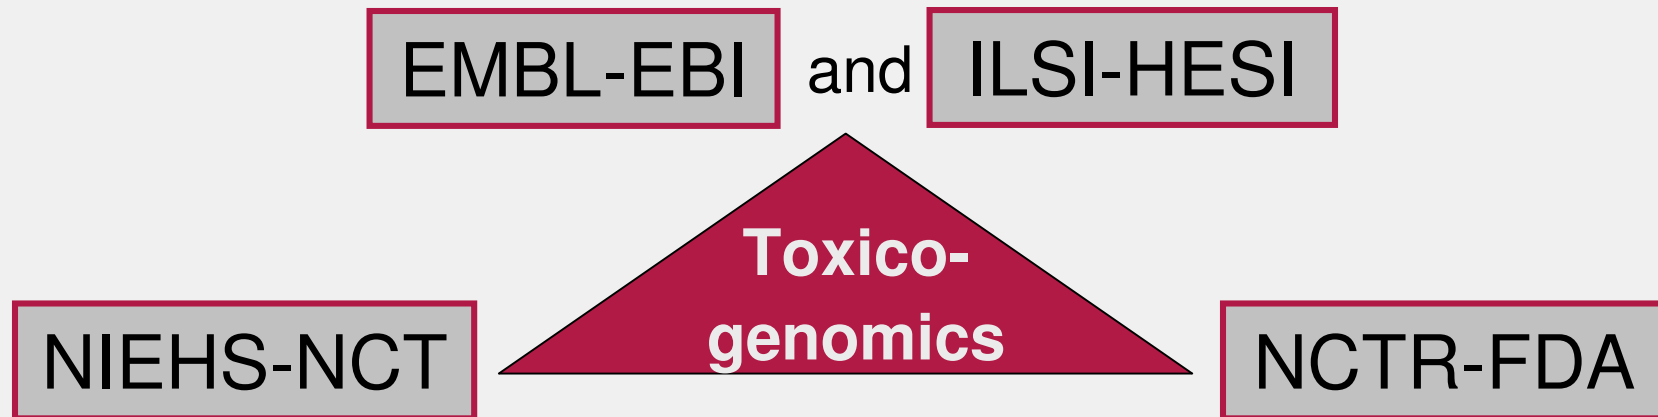 EMBL-EBI and ILSI-HESI
Toxico-
genomics
NIEHS-NCT
NCTR-FDA